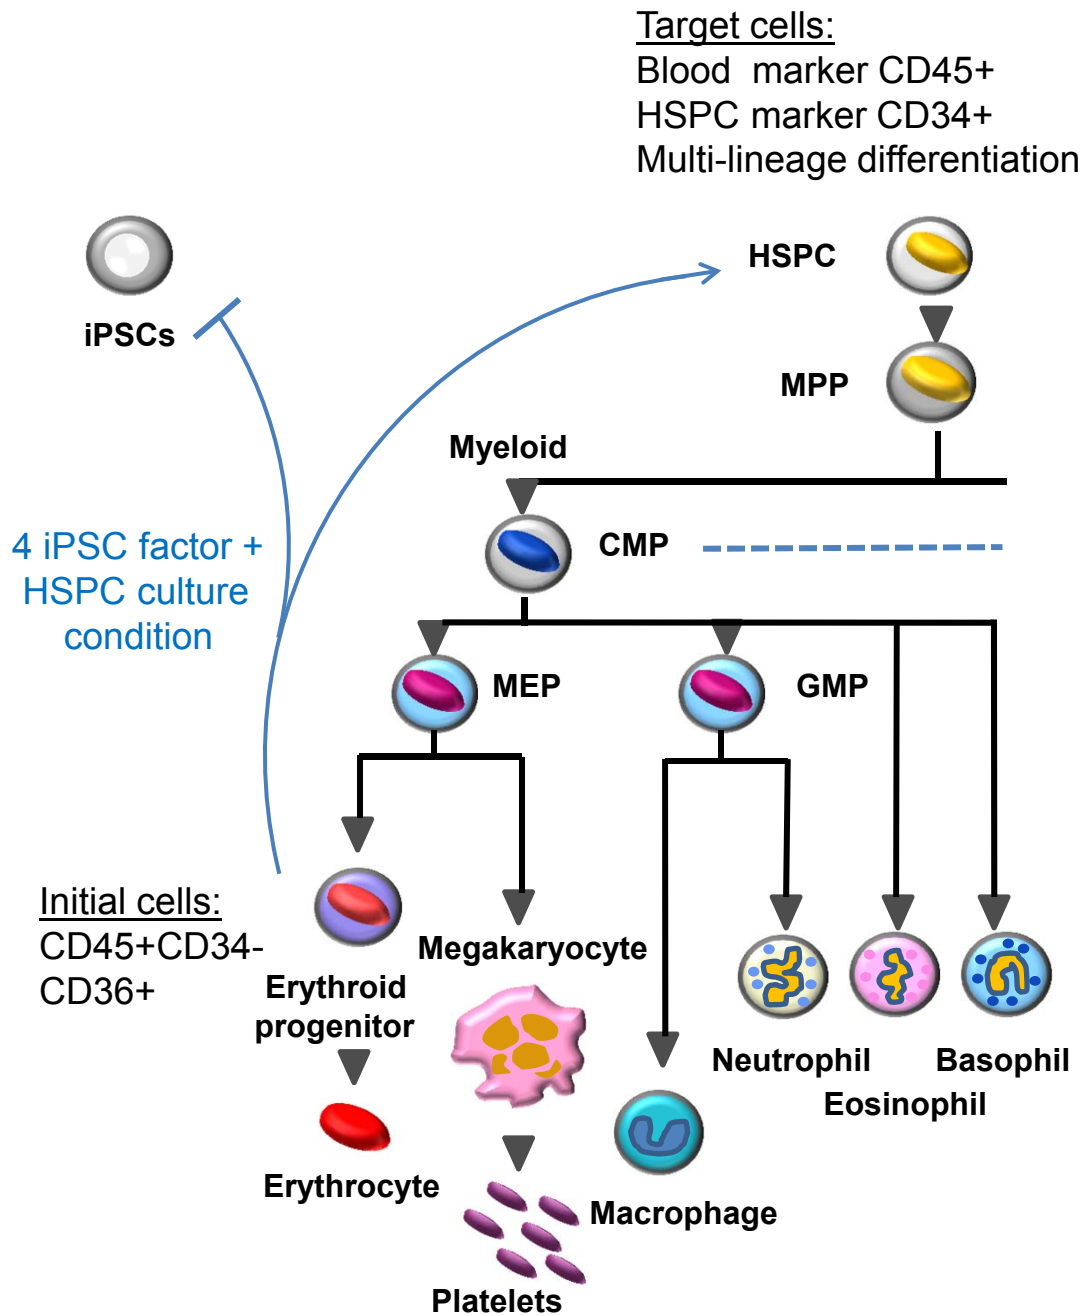 Target cells:
Blood marker CD45+
HSPC marker CD34+
Multi-lineage differentiation
HSPC
iPSCs
MPP
Myeloid
CMP
4 iPSC factor +
HSPC culture
condition
MEP
GMP
Initial cells:
CD45+CD34-
CD36+
Erythroid
progenitor
Megakaryocyte
Neutrophil
Basophil
Eosinophil
Erythrocyte
Macrophage
Platelets